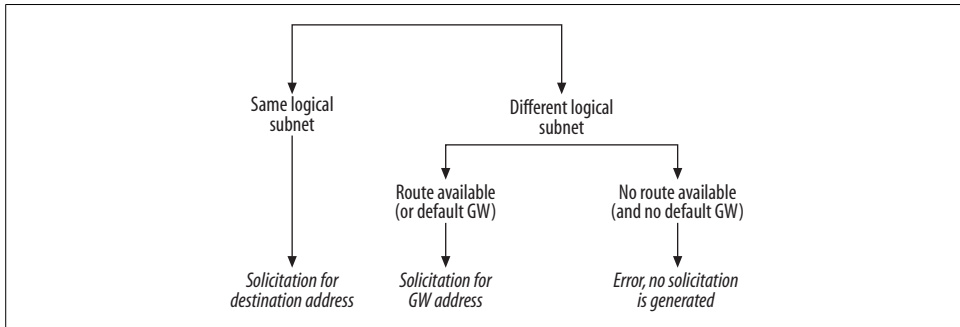 Same logical
subnet
Different logical
subnet
Route available
(or default GW)
No route available
(and no default GW)
Solicitation for
destination address
Solicitation for
GW address
Error, no solicitation
is generated